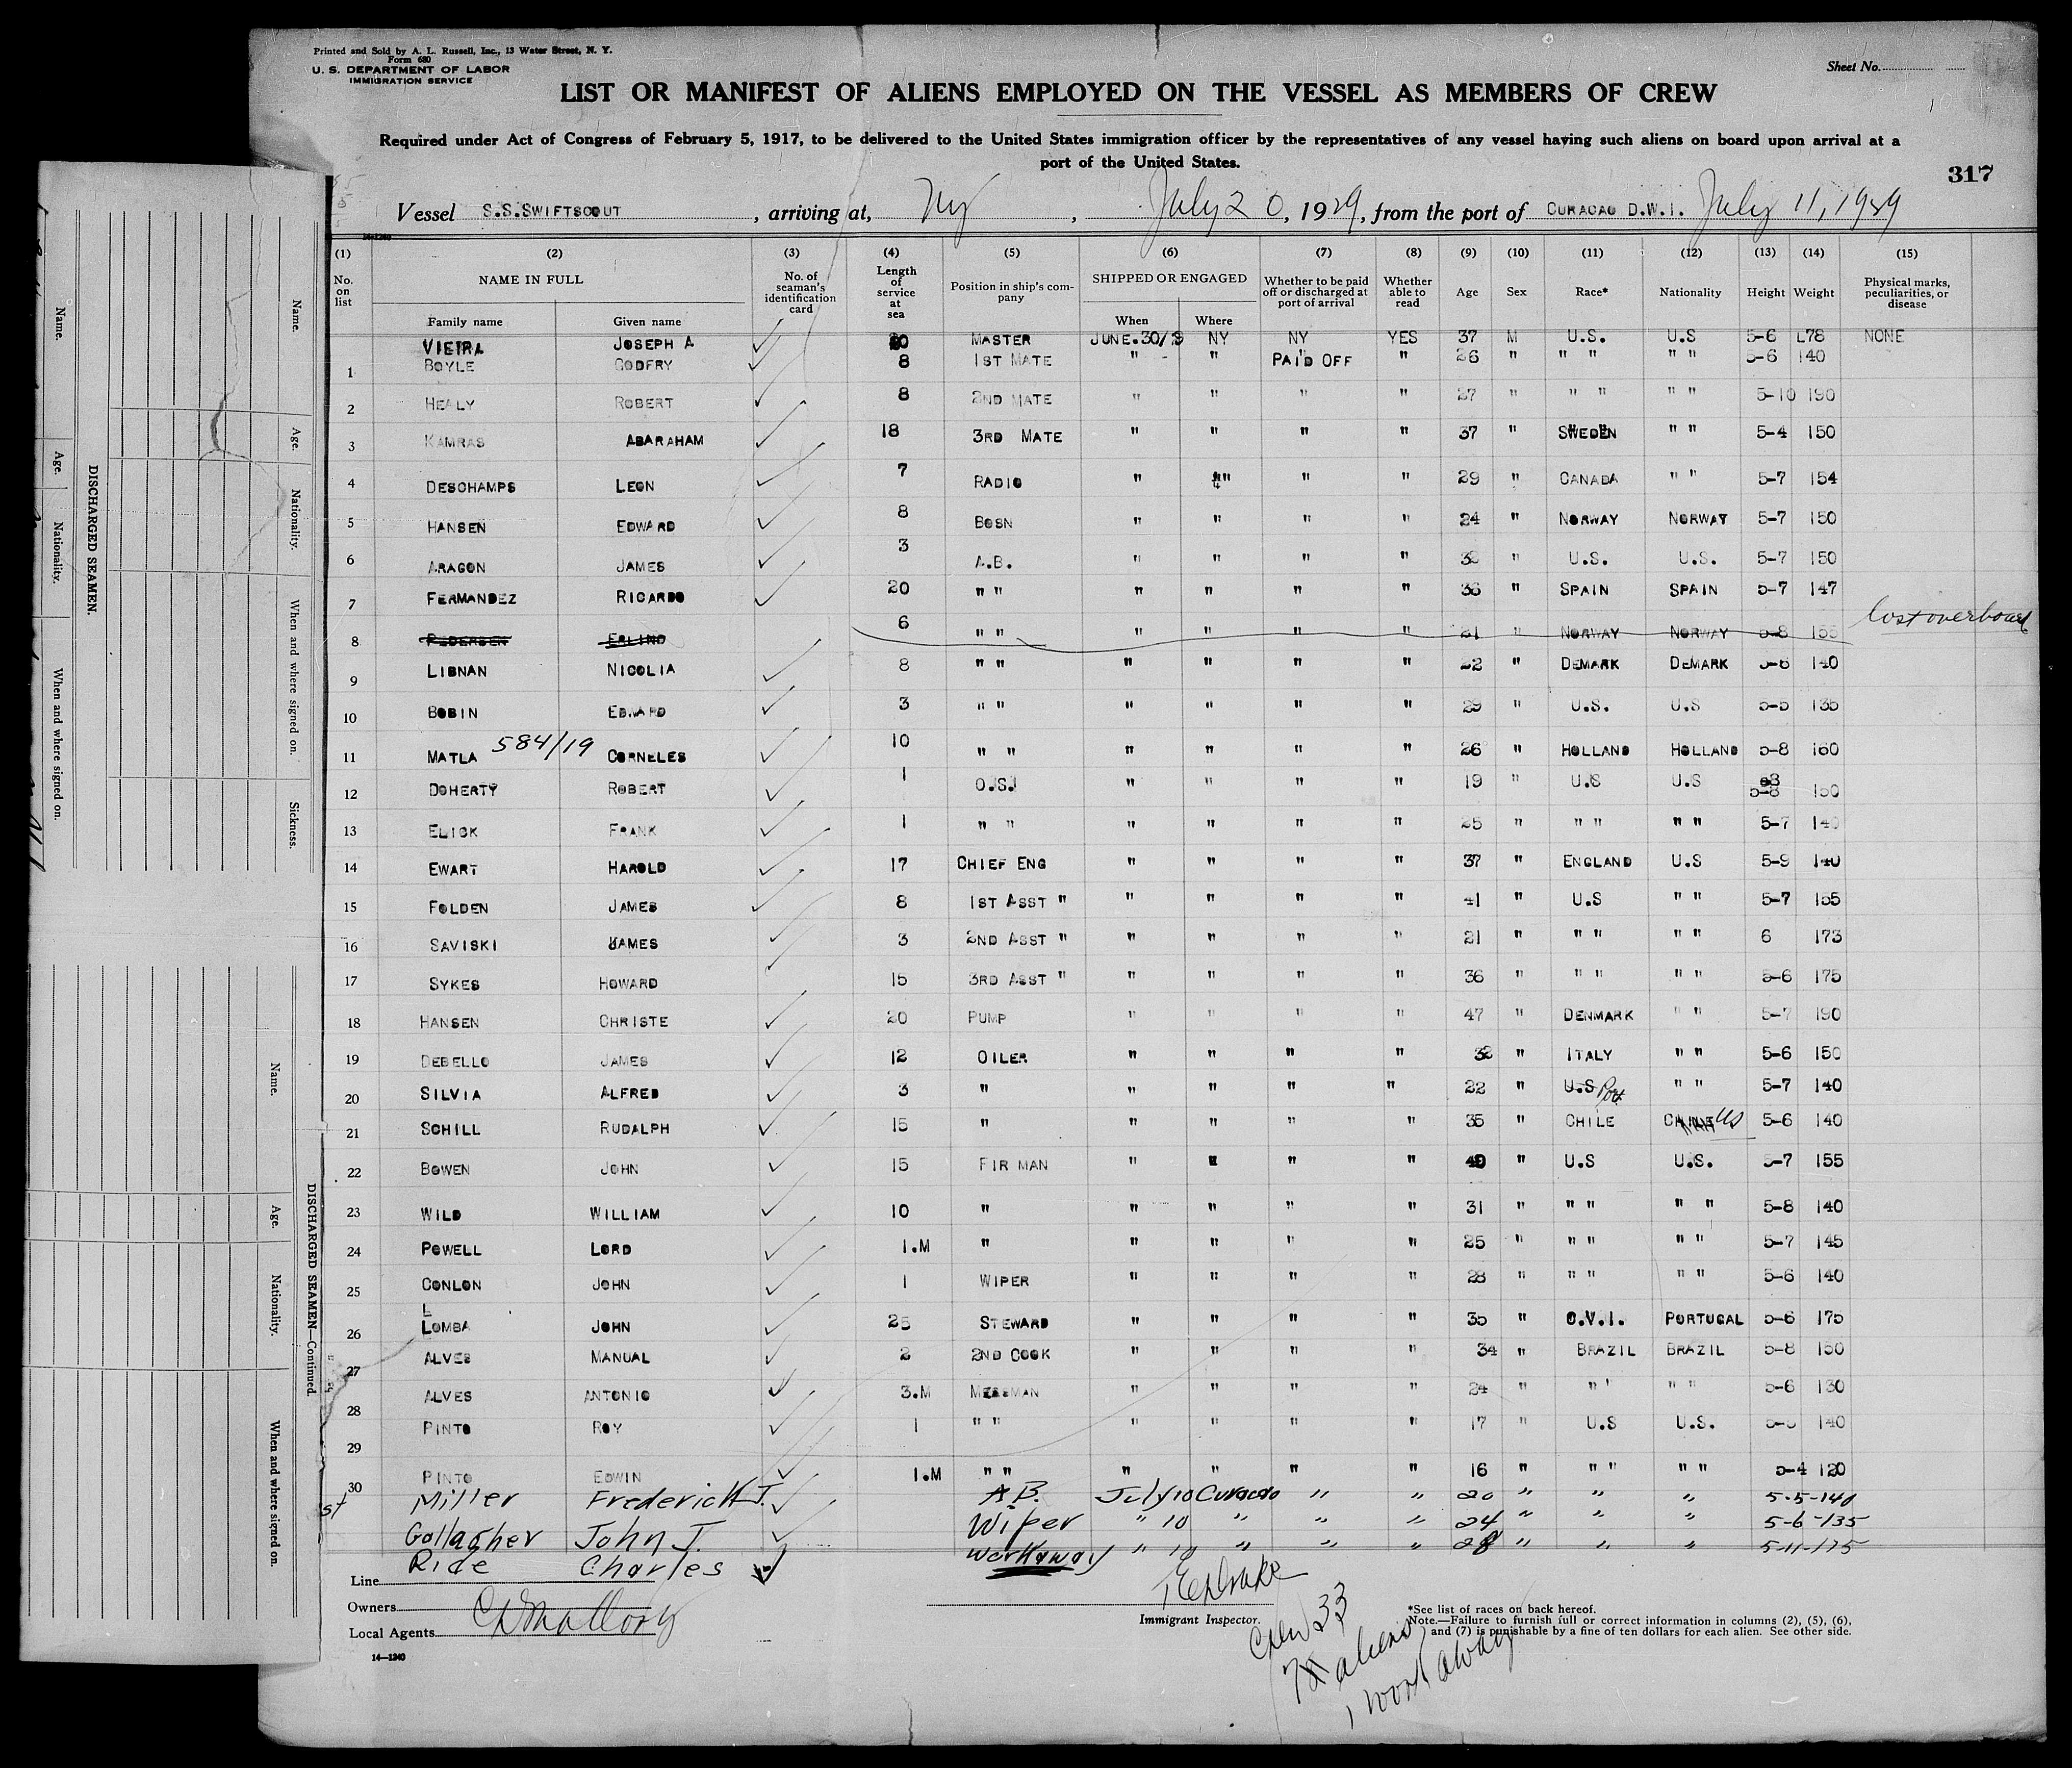 Printed and Sold by A. L. Russell, Inc., 13 Water Street, N. Y.
Form 680
U. S. DEPARTMENT OF LABOR
IMMIGRATION SERVICE
Sheet No.
LIST OR MANIFEST OF ALIENS EMPLOYED ON THE VESSEL AS MEMBERS OF CREW
Required under Act of Congress of February 5, 1917, to be delivered to the United States immigration officer by the representatives of any vessel having such aliens on board upon arrival at a
port of the United States.
317
Vessel S.S.SWIFTSCOUT, arriving at, Ny, July 20, 1929, from the port of CURACAO D.W.I. July 11, 1929
14-1240
(1) (2) (3) (4) (5) (6) (7) (8) (9) (10) (11) (12) (13) (14) (15)
No. on list NAME IN FULL No. of seaman's identification card Length of service at sea Position in ship's company SHIPPED OR ENGAGED Whether to be paid off or discharged at port of arrival Whether able to read Age Sex Race* Nationality Height Weight Physical marks, peculiarities, or disease
Family name Given name When Where
VIEIRA JOSEPH A MASTER JUNE.30/ NY NY YES 37 M U.S. U.S 5-6 178 NONE
1 BOYLE GODFRY 8 1ST MATE " " PAID OFF " 26 " " " " " 5-6 140
2 HEALY ROBERT 8 2ND MATE " " " " 27 " " " " " 5-10 190
3 KAMRAS ABARAHAM 18 3RD MATE " " " " 37 " SWEDEN " " 5-4 150
4 DESCHAMPS LEON 7 RADIO " " " " 29 " CANADA " " 5-7 154
5 HANSEN EDWARD 8 BOSN " " " " 24 " NORWAY NORWAY 5-7 150
6 ARAGON JAMES 3 A.B. " " " " " U.S. U.S. 5-7 150
7 FERMANDEZ RICARDO 20 " " " " " " 36 " SPAIN SPAIN 5-7 147
8 PEDERSEN ERLIND 6 " " " " " " 21 " NORWAY NORWAY 5-8 155 lost overboard
9 LIBNAN NICOLIA 8 " " " " " " 22 " DEMARK DEMARK 5-6 140
10 BOBIN EDWARD 3 " " " " " " 29 " U.S. U.S 5-5 135
11 MATLA 584/19 CORNELES 10 " " " " " " 26 " HOLLAND HOLLAND 5-8 160
12 DOHERTY ROBERT 1 O.S. " " " " 19 " U.S U.S 5-8 150
13 ELICK FRANK 1 " " " " " " 25 " " " " " 5-7 140
14 EWART HAROLD 17 CHIEF ENG " " " " 37 " ENGLAND U.S 5-9 140
15 FOLDEN JAMES 8 1ST ASST " " " " " 41 " U.S " " 5-7 155
16 SAVISKI JAMES 3 2ND ASST " " " " " 21 " " " " " 6 173
17 SYKES HOWARD 15 3RD ASST " " " " " 36 " " " " " 5-6 175
18 HANSEN CHRISTE 20 PUMP " " " " 47 " DENMARK " " 5-7 190
19 DEBELLO JAMES 12 OILER " " " " " ITALY " " 5-6 150
20 SILVIA ALFRED 3 " " " " " 22 " U.S Port " " 5-7 140
21 SCHILL RUDALPH 15 " " " " " 35 " CHILE CHILE US 5-6 140
22 BOWEN JOHN 15 FIR MAN " " " " " U.S U.S. 5-7 155
23 WILD WILLIAM 10 " " " " " 31 " " " " " 5-8 140
24 POWELL LORD 1.M " " " " " 25 " " " " " 5-7 145
25 CONLON JOHN 1 WIPER " " " " 28 " " " " " 5-6 140
L
26 LOMBA JOHN 25 STEWARD " " " " 35 " C.V.I. PORTUGAL 5-6 175
27 ALVES MANUAL 2 2ND COOK " " " " 34 " BRAZIL BRAZIL 5-8 150
28 ALVES ANTONIO 3.M MESSMAN " " " " 24 " " " " " 5-6 130
29 PINTO ROY 1 " " " " " " 17 " U.S U.S. 140
30 PINTO EDWIN 1.M " " " " " " 16 " " " " " 5-4 120
st Miller Frederick J. A.B. July 10 Curacao " " 20 " " " 5-5-140
Gallagher John J. Wiper " 10 " " " 24 " " " 5-6-135
Ride Charles Workaway " 10 " " " 28 " " " 5-11-175
Line
Owners
Local Agents CD Mallory
14-1240
Immigrant Inspector.
Crew 33
7 aliens
1 workaway
*See list of races on back hereof.
Note.—Failure to furnish full or correct information in columns (2), (5), (6),
and (7) is punishable by a fine of ten dollars for each alien. See other side.
DISCHARGED SEAMEN.
Name. Age. Nationality. When and where signed on.
Name. Age. Nationality. When and where signed on. Sickness.
DISCHARGED SEAMEN—Continued.
Name. Age. Nationality. When and where signed on.